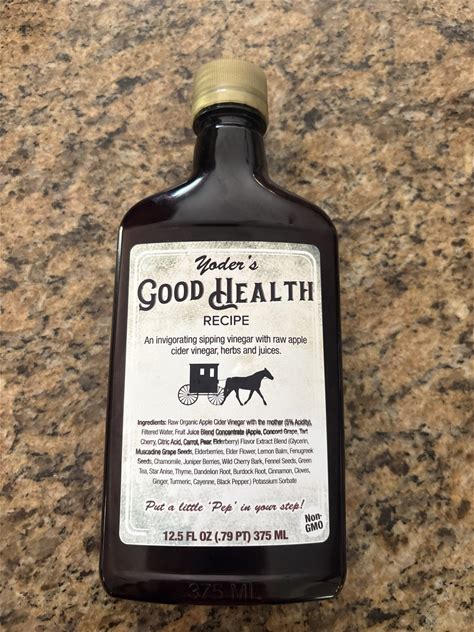 Yoder's
GOOD HEALTH
RECIPE
An invigorating sipping vinegar with raw apple
cider vinegar, herbs and juices.
Ingredients: Raw Organic Apple Cider Vinegar with the mother (5% Acidity),
Filtered Water, Fruit Juice Blend Concentrate (Apple, Concord Grape, Tart
Cherry, Citric Acid, Carrot, Pear, Elderberry) Flavor Extract Blend (Glycerin,
Muscadine Grape Seeds, Elderberries, Elder Flower, Lemon Balm, Fenugreek
Seeds, Chamomile, Juniper Berries, Wild Cherry Bark, Fennel Seeds, Green
Tea, Star Anise, Thyme, Dandelion Root, Burdock Root, Cinnamon, Cloves,
Ginger, Turmeric, Cayenne, Black Pepper.) Potassium Sorbate
Put a little 'Pep' in your step!
Non-
GMO
12.5 FL OZ (.79 PT) 375 ML
375 ML